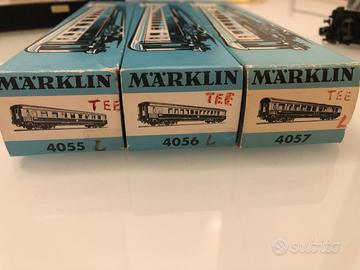 MÄRKLIN MÄRKLIN MÄRKLIN
TEE TEE TEE
4055 L 4056 L 4057 L
subito